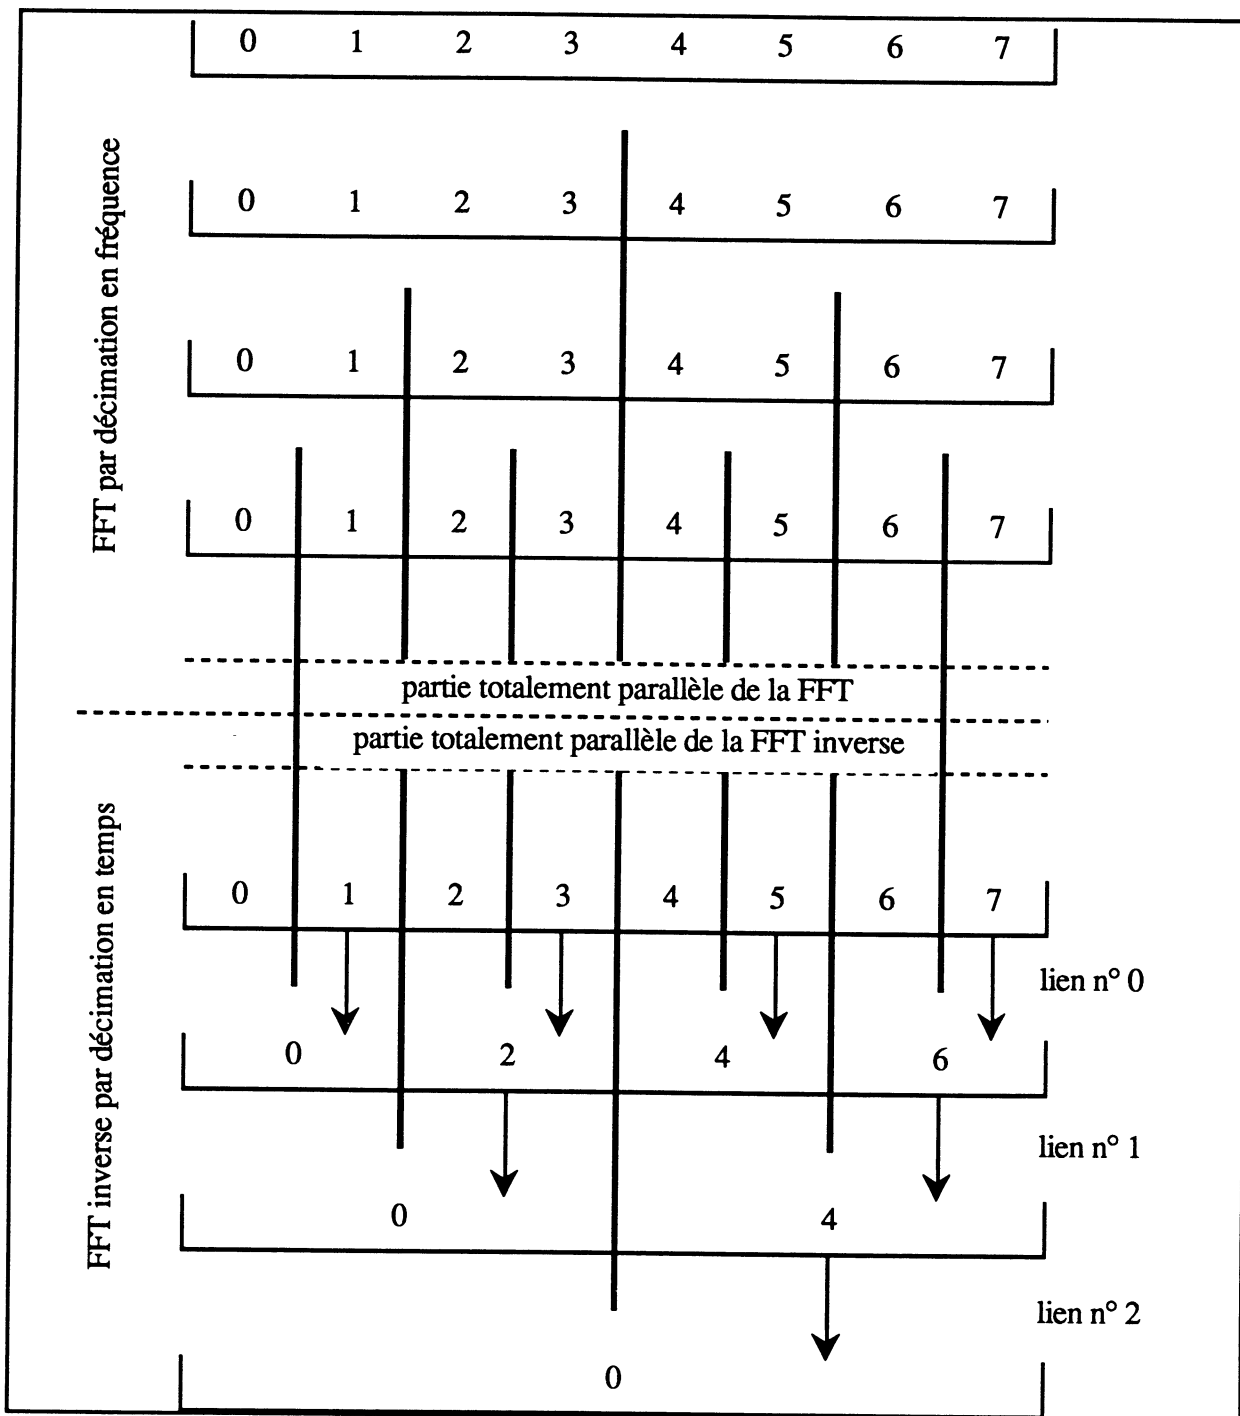 0 1 2 3 4 5 6 7
FFT par décimation en fréquence
0 1 2 3 4 5 6 7
0 1 2 3 4 5 6 7
0 1 2 3 4 5 6 7
partie totalement parallèle de la FFT
partie totalement parallèle de la FFT inverse
FFT inverse par décimation en temps
0 1 2 3 4 5 6 7
lien n° 0
0 2 4 6
lien n° 1
0 4
lien n° 2
0